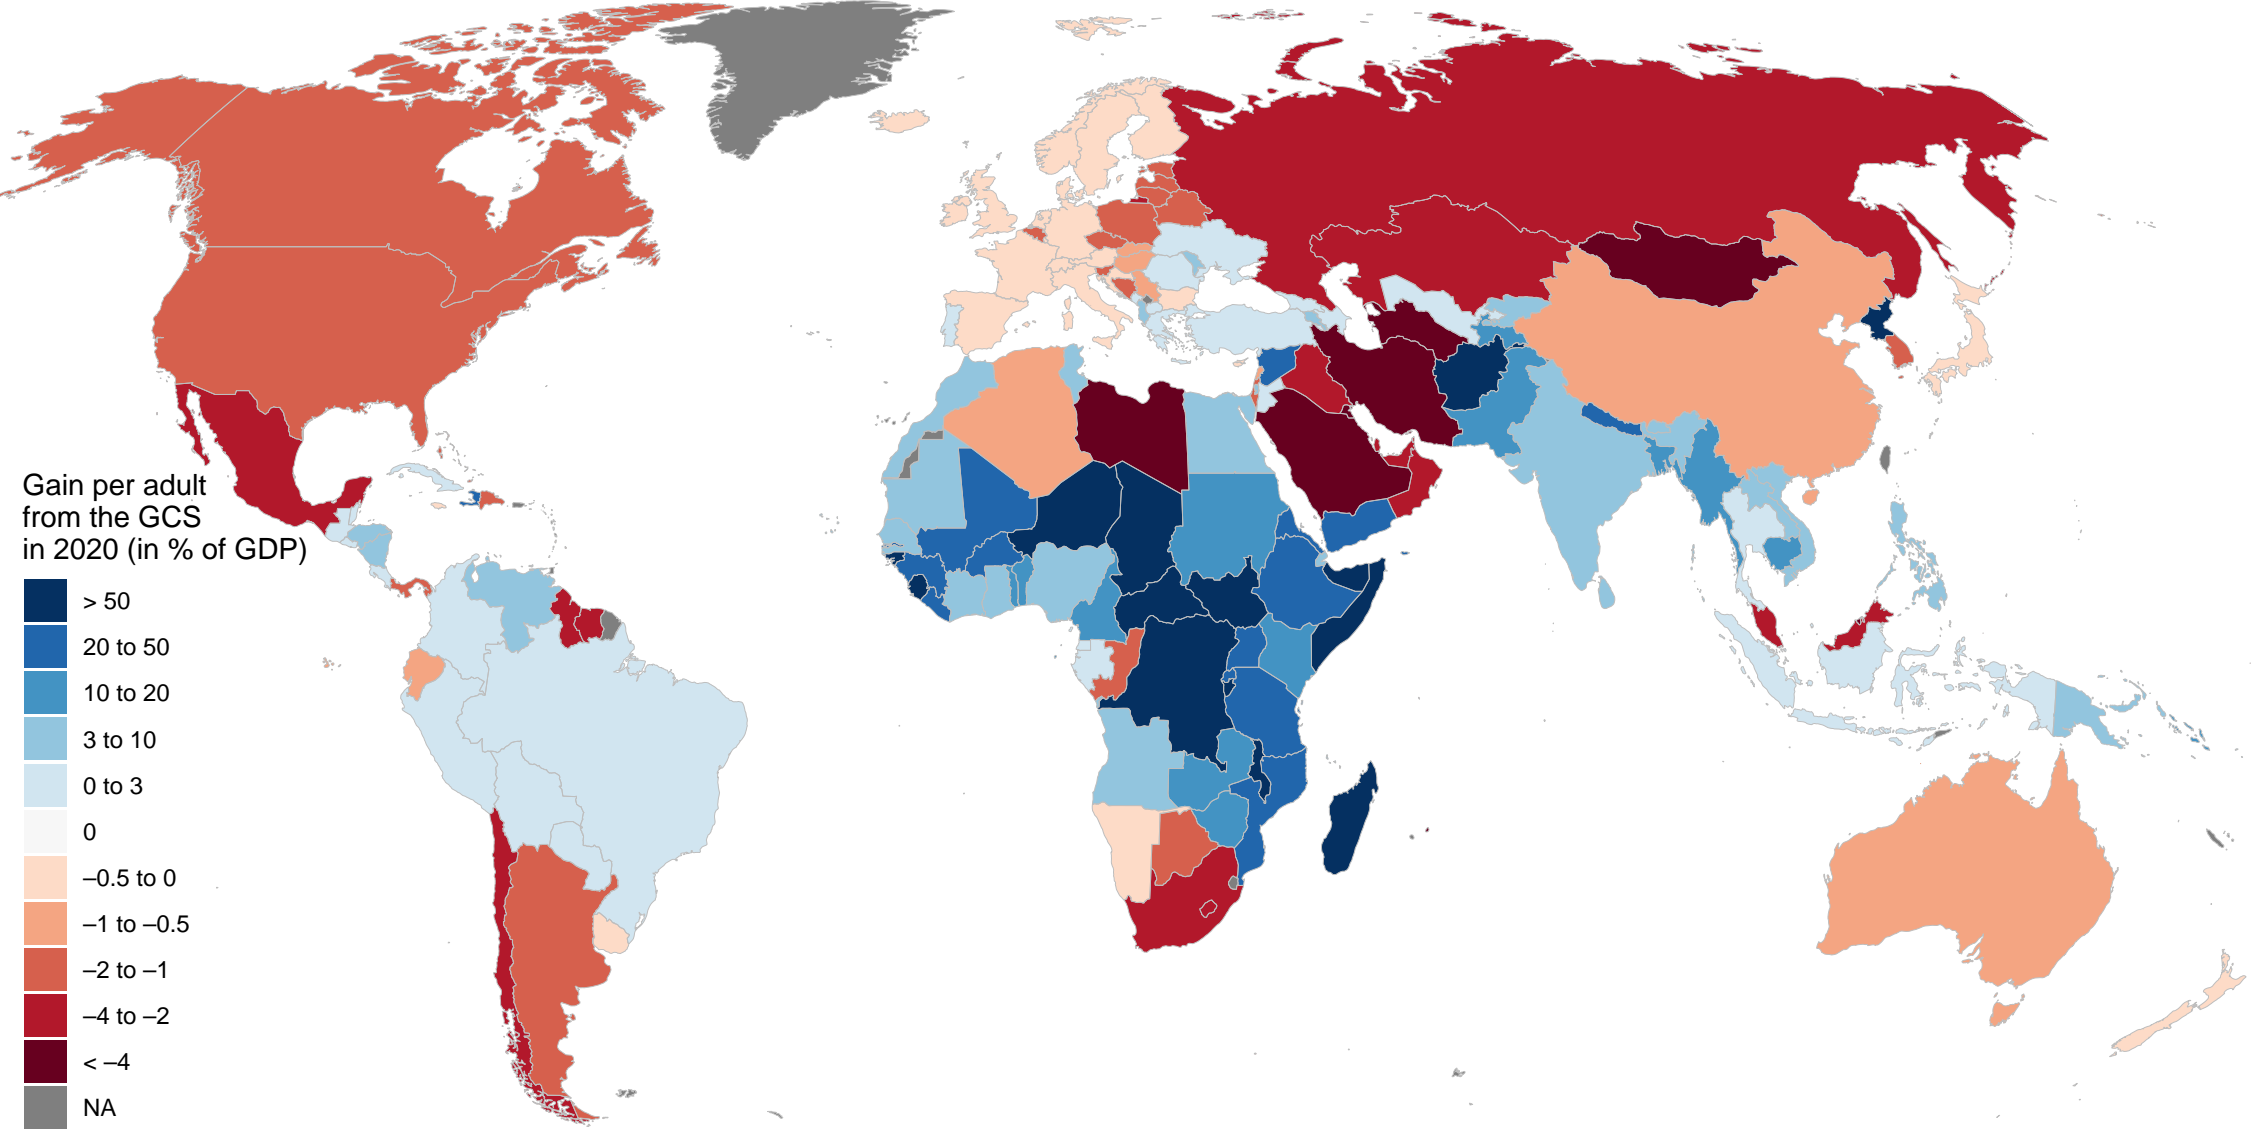 Gain per adult
from the GCS
in 2020 (in % of GDP)
> 50
20 to 50
10 to 20
3 to 10
0 to 3
0
–0.5 to 0
–1 to –0.5
–2 to –1
–4 to –2
< –4
NA